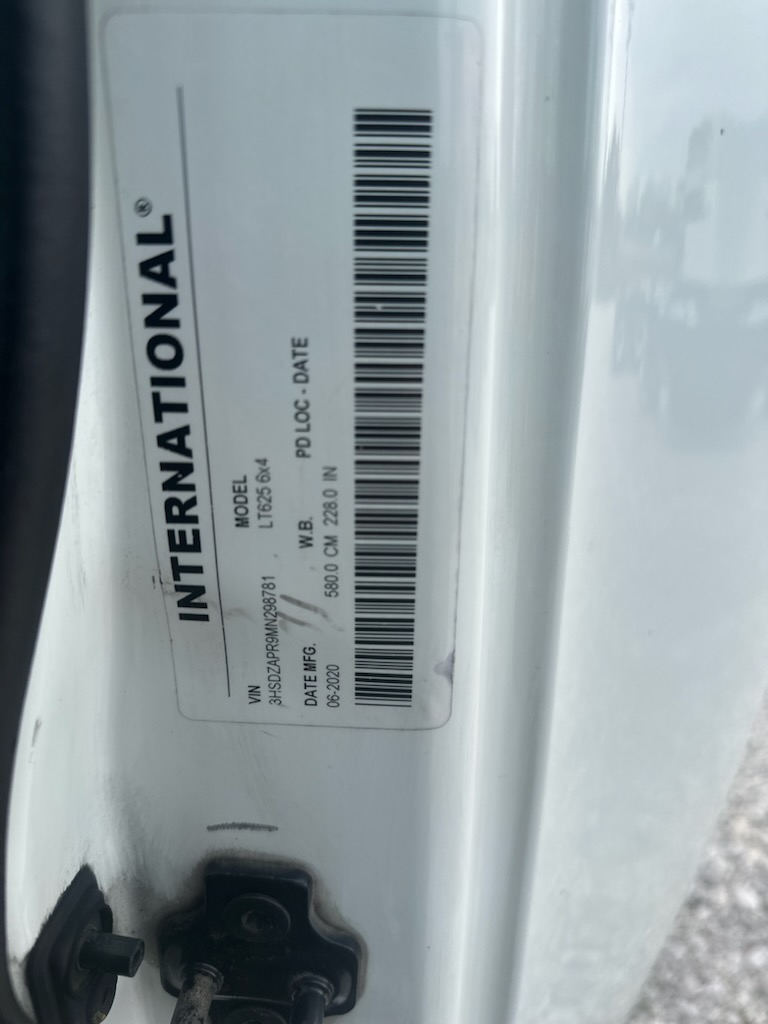 INTERNATIONAL®
VIN MODEL
3HSDZAPR9MN298781 LT625 6x4
DATE MFG. W.B. PD LOC - DATE
06-2020 580.0 CM 228.0 IN